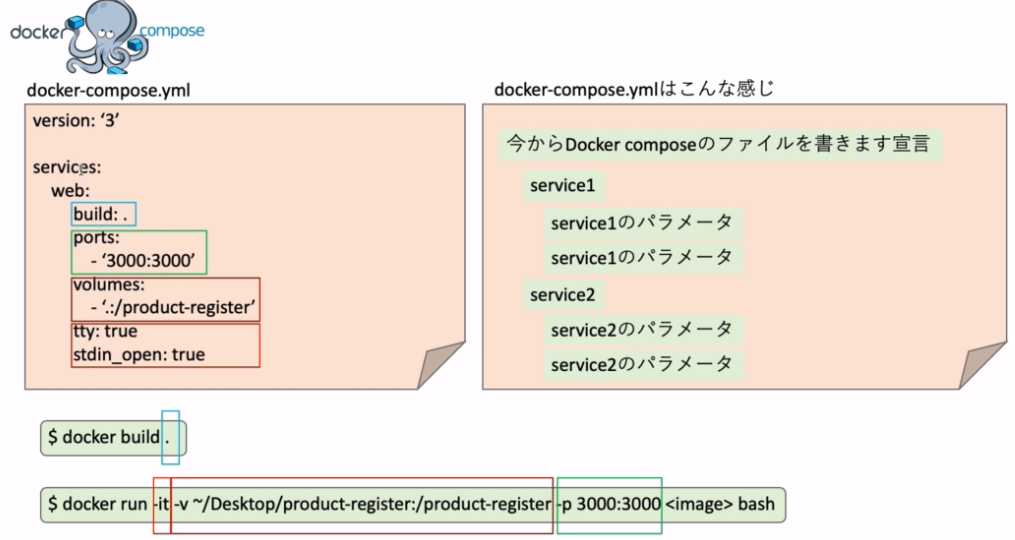 docker compose
docker-compose.yml
version: ‘3’
services:
web:
build: .
ports:
- ‘3000:3000’
volumes:
- ‘.:/product-register’
tty: true
stdin_open: true
docker-compose.ymlはこんな感じ
今からDocker composeのファイルを書きます宣言
service1
service1のパラメータ
service1のパラメータ
service2
service2のパラメータ
service2のパラメータ
$ docker build .
$ docker run -it -v ~/Desktop/product-register:/product-register -p 3000:3000 <image> bash